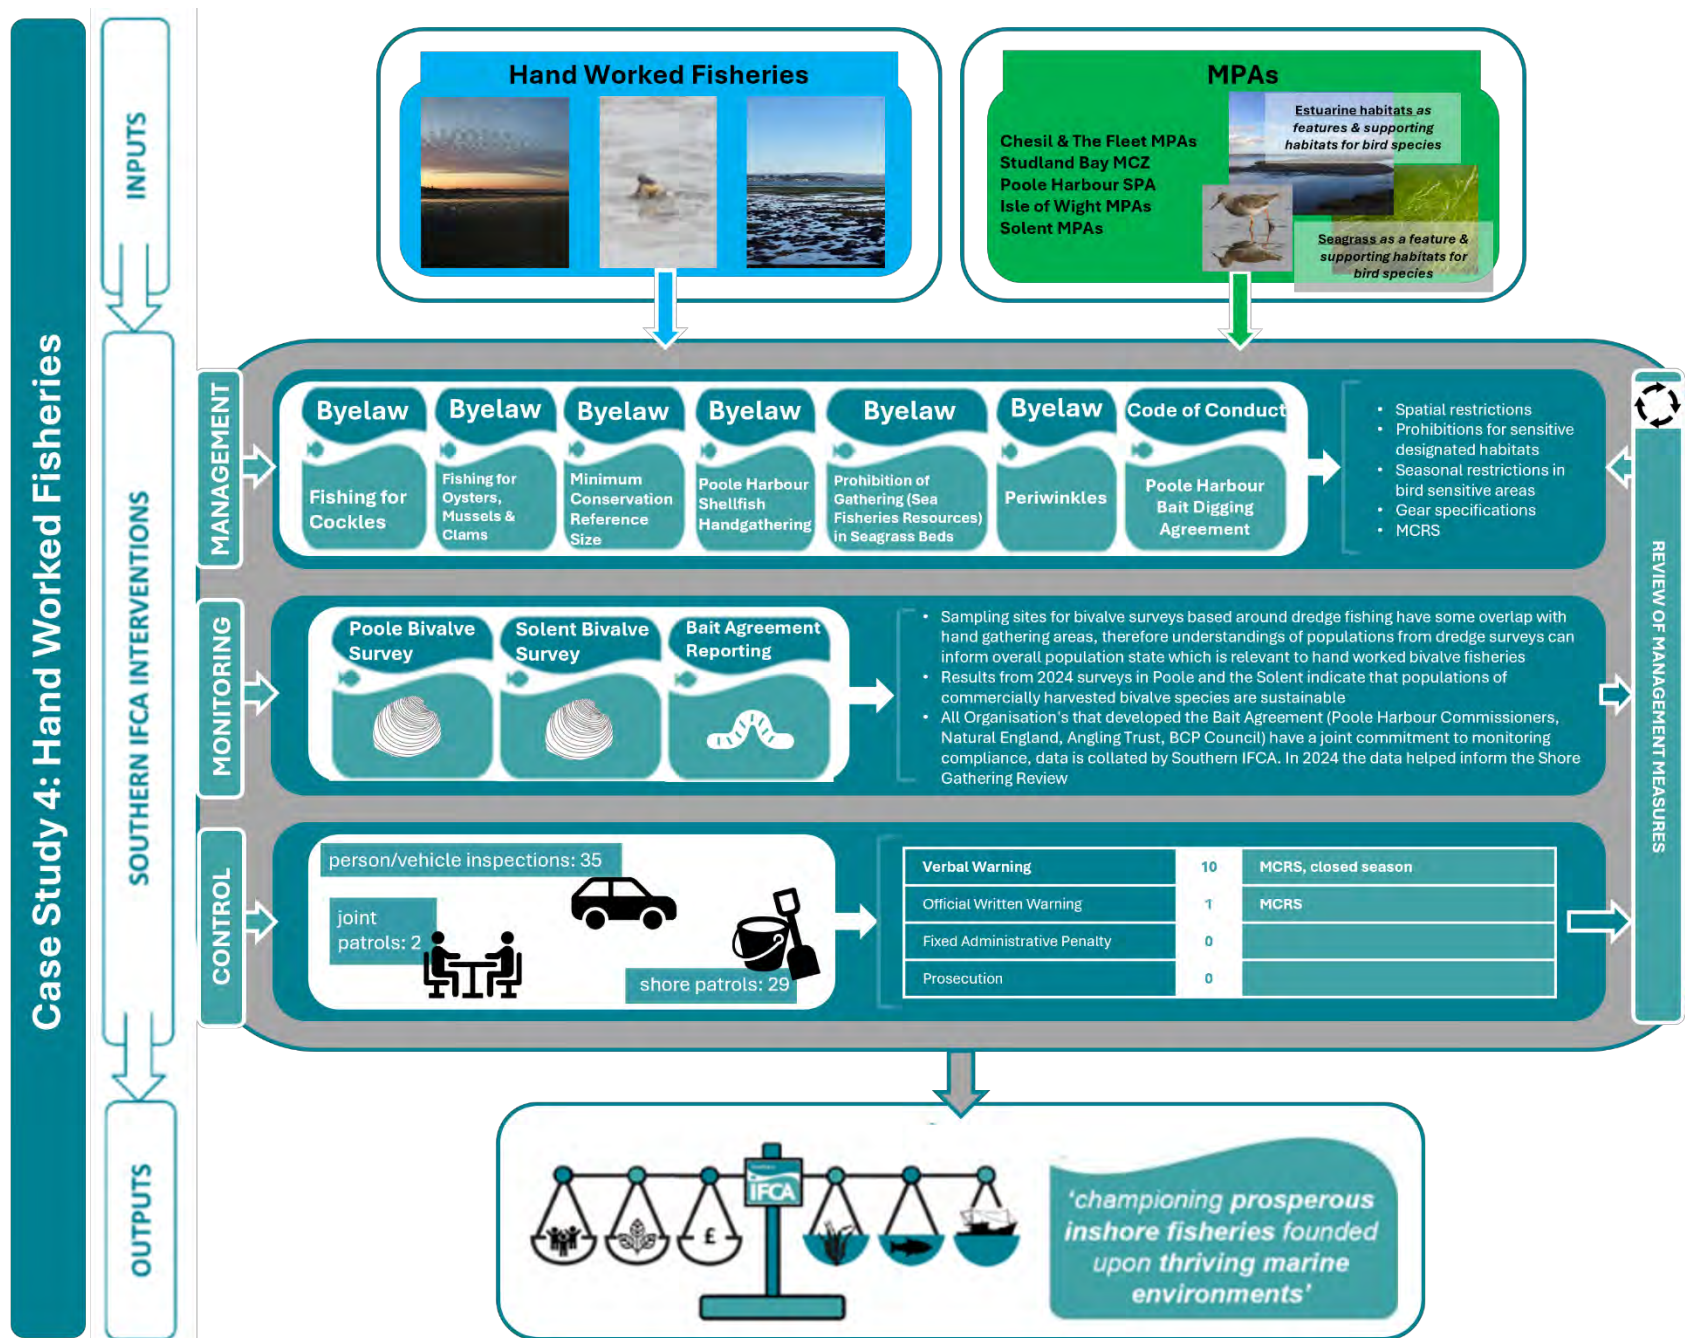 Case Study 4: Hand Worked Fisheries
INPUTS
SOUTHERN IFCA INTERVENTIONS
OUTPUTS
Hand Worked Fisheries
MPAs
Chesil & The Fleet MPAs
Studland Bay MCZ
Poole Harbour SPA
Isle of Wight MPAs
Solent MPAs
Estuarine habitats as
features & supporting
habitats for bird species
Seagrass as a feature &
supporting habitats for
bird species
MANAGEMENT
Byelaw
Fishing for
Cockles
Byelaw
Fishing for
Oysters,
Mussels &
Clams
Byelaw
Minimum
Conservation
Reference
Size
Byelaw
Poole Harbour
Shellfish
Handgathering
Byelaw
Prohibition of
Gathering (Sea
Fisheries Resources)
in Seagrass Beds
Byelaw
Periwinkles
Code of Conduct
Poole Harbour
Bait Digging
Agreement
• Spatial restrictions
• Prohibitions for sensitive
designated habitats
• Seasonal restrictions in
bird sensitive areas
• Gear specifications
• MCRS
REVIEW OF MANAGEMENT MEASURES
MONITORING
Poole Bivalve
Survey
Solent Bivalve
Survey
Bait Agreement
Reporting
• Sampling sites for bivalve surveys based around dredge fishing have some overlap with
hand gathering areas, therefore understandings of populations from dredge surveys can
inform overall population state which is relevant to hand worked bivalve fisheries
• Results from 2024 surveys in Poole and the Solent indicate that populations of
commercially harvested bivalve species are sustainable
• All Organisation's that developed the Bait Agreement (Poole Harbour Commissioners,
Natural England, Angling Trust, BCP Council) have a joint commitment to monitoring
compliance, data is collated by Southern IFCA. In 2024 the data helped inform the Shore
Gathering Review
CONTROL
person/vehicle inspections: 35
joint
patrols: 2
shore patrols: 29
Verbal Warning 10 MCRS, closed season
Official Written Warning 1 MCRS
Fixed Administrative Penalty 0
Prosecution 0
£
IFCA
'championing prosperous
inshore fisheries founded
upon thriving marine
environments'